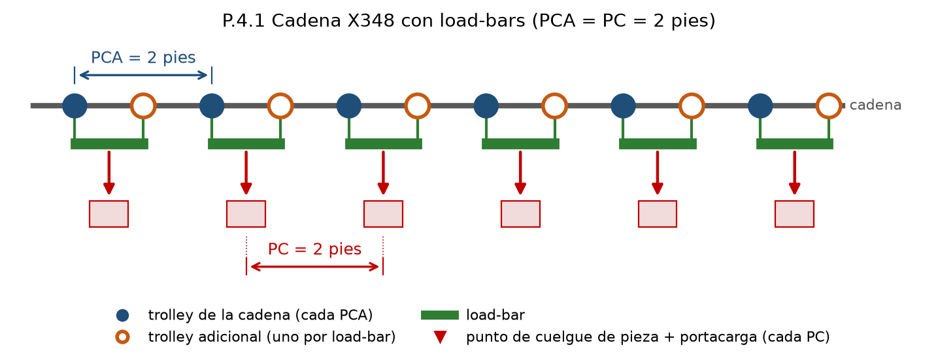 P.4.1 Cadena X348 con load-bars (PCA = PC = 2 pies)
PCA = 2 pies
cadena
PC = 2 pies
trolley de la cadena (cada PCA)
load-bar
trolley adicional (uno por load-bar)
punto de cuelgue de pieza + portacarga (cada PC)